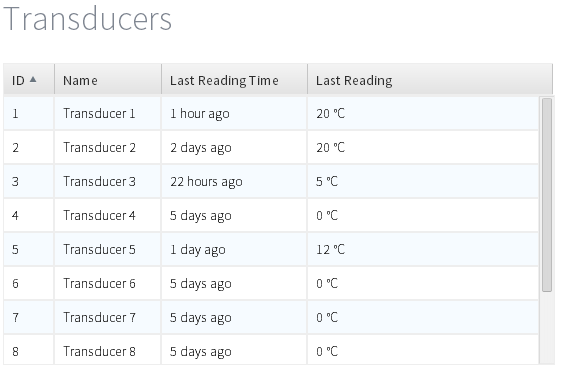 Transducers
ID Name Last Reading Time Last Reading
1 Transducer 1 1 hour ago 20 °C
2 Transducer 2 2 days ago 20 °C
3 Transducer 3 22 hours ago 5 °C
4 Transducer 4 5 days ago 0 °C
5 Transducer 5 1 day ago 12 °C
6 Transducer 6 5 days ago 0 °C
7 Transducer 7 5 days ago 0 °C
8 Transducer 8 5 days ago 0 °C